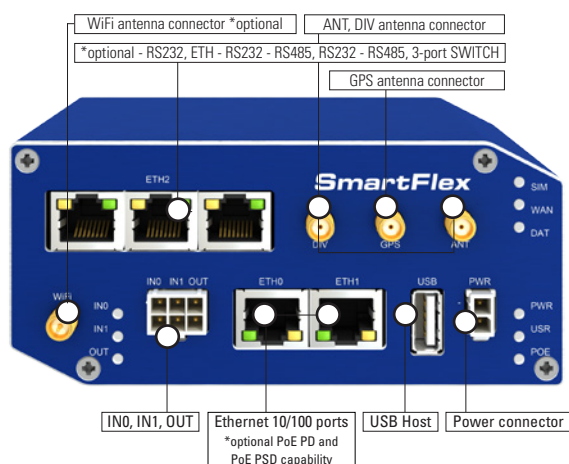 WiFi antenna connector *optional
ANT, DIV antenna connector
*optional - RS232, ETH - RS232 - RS485, RS232 - RS485, 3-port SWITCH
GPS antenna connector
ETH2
SmartFlex
SIM
WAN
DAT
DIV
GPS
ANT
WiFi
IN0
IN1
OUT
IN0 IN1 OUT
ETH0
ETH1
USB
PWR
-
PWR
USR
POE
IN0, IN1, OUT
Ethernet 10/100 ports
*optional PoE PD and
PoE PSD capability
USB Host
Power connector